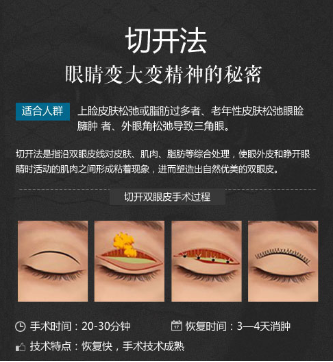 切开法
眼睛变大变精神的秘密
适合人群 上脸皮肤松弛或脂肪过多者、老年性皮肤松弛眼睑
臃肿 者、外眼角松弛导致三角眼。
切开法是指沿双眼皮线对皮肤、肌肉、脂肪等综合处理，使眼外皮和睁开眼
睛时活动的肌肉之间形成粘着现象，进而塑造出自然优美的双眼皮。
切开双眼皮手术过程
手术时间：20-30分钟 恢复时间：3—4天消肿
技术特点：恢复快，手术技术成熟